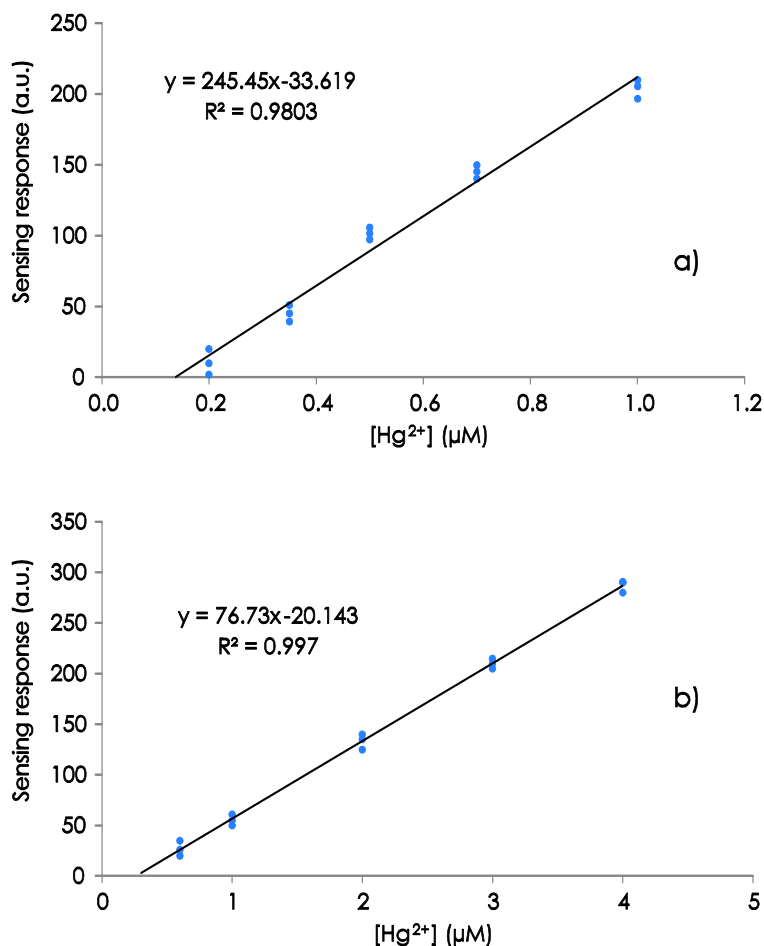 250
200
150
100
50
0
Sensing response (a.u.)
y = 245.45x-33.619
R² = 0.9803
a)
0.0 0.2 0.4 0.6 0.8 1.0 1.2
[Hg²⁺] (µM)
350
300
250
200
150
100
50
0
Sensing response (a.u.)
y = 76.73x-20.143
R² = 0.997
b)
0 1 2 3 4 5
[Hg²⁺] (µM)